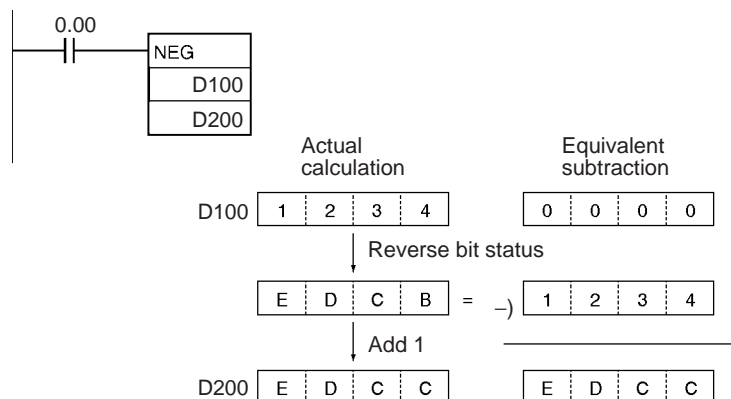 0.00
NEG
D100
D200
Actual calculation
Equivalent subtraction
D100 1 2 3 4 0 0 0 0
Reverse bit status
E D C B = –) 1 2 3 4
Add 1
D200 E D C C E D C C